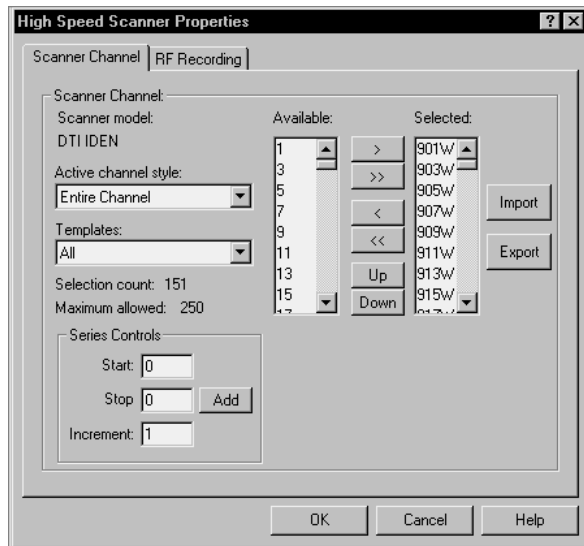 High Speed Scanner Properties
Scanner Channel
RF Recording
Scanner Channel:
Scanner model:
DTI IDEN
Active channel style:
Entire Channel
Templates:
All
Selection count: 151
Maximum allowed: 250
Series Controls
Start: 0
Stop 0
Add
Increment: 1
Available:
1
3
5
7
9
11
13
15
17
>
>>
<
<<
Up
Down
Selected:
901W
903W
905W
907W
909W
911W
913W
915W
917W
Import
Export
OK
Cancel
Help